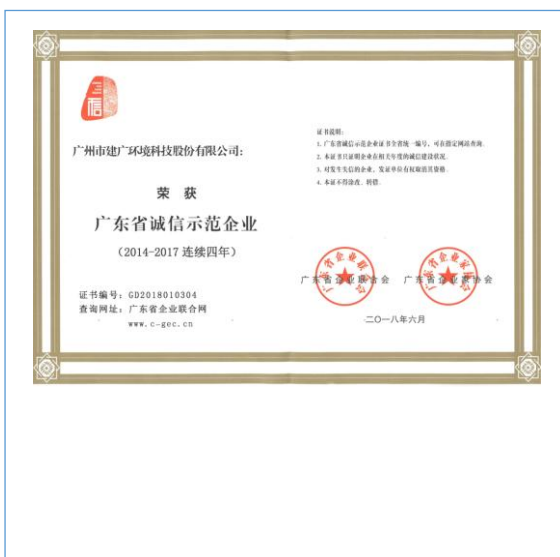 三信
广州市建广环境科技股份有限公司：
荣 获
广东省诚信示范企业
（2014-2017 连续四年）
证书编号：GD2018010304
查询网址：广东省企业联合网
www.c-gec.cn
证书说明：
1. 广东省诚信示范企业证书全省统一编号，可在指定网站查询。
2. 本证书只证明企业在相关年度的诚信建设状况。
3. 对发生失信的企业，发证单位有权取消其资格。
4. 本证不得涂改、转借。
广东省企业联合会 广东省企业家协会
二〇一八年六月